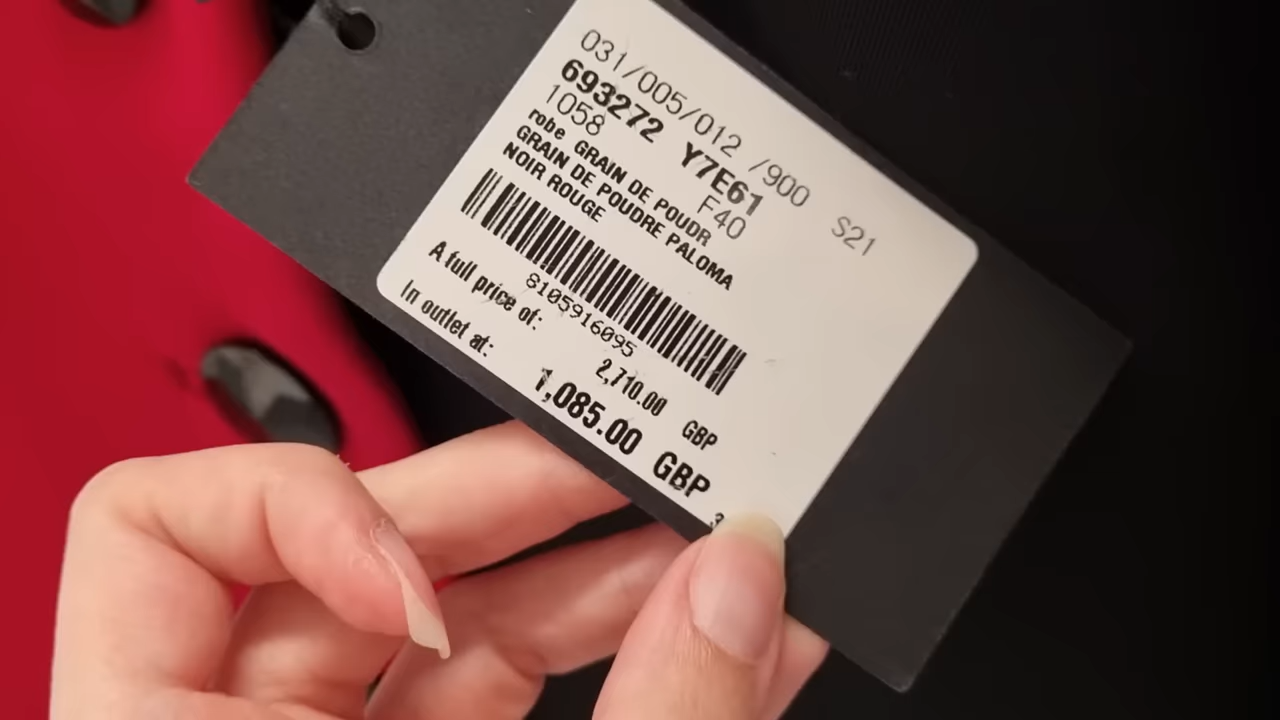 031/005/012 /900 S21
693272 Y7E61
1058 F40
robe GRAIN DE POUDR
GRAIN DE POUDRE PALOMA
NOIR ROUGE
8105916095
A full price of: 2,710.00 GBP
In outlet at: 1,085.00 GBP
3